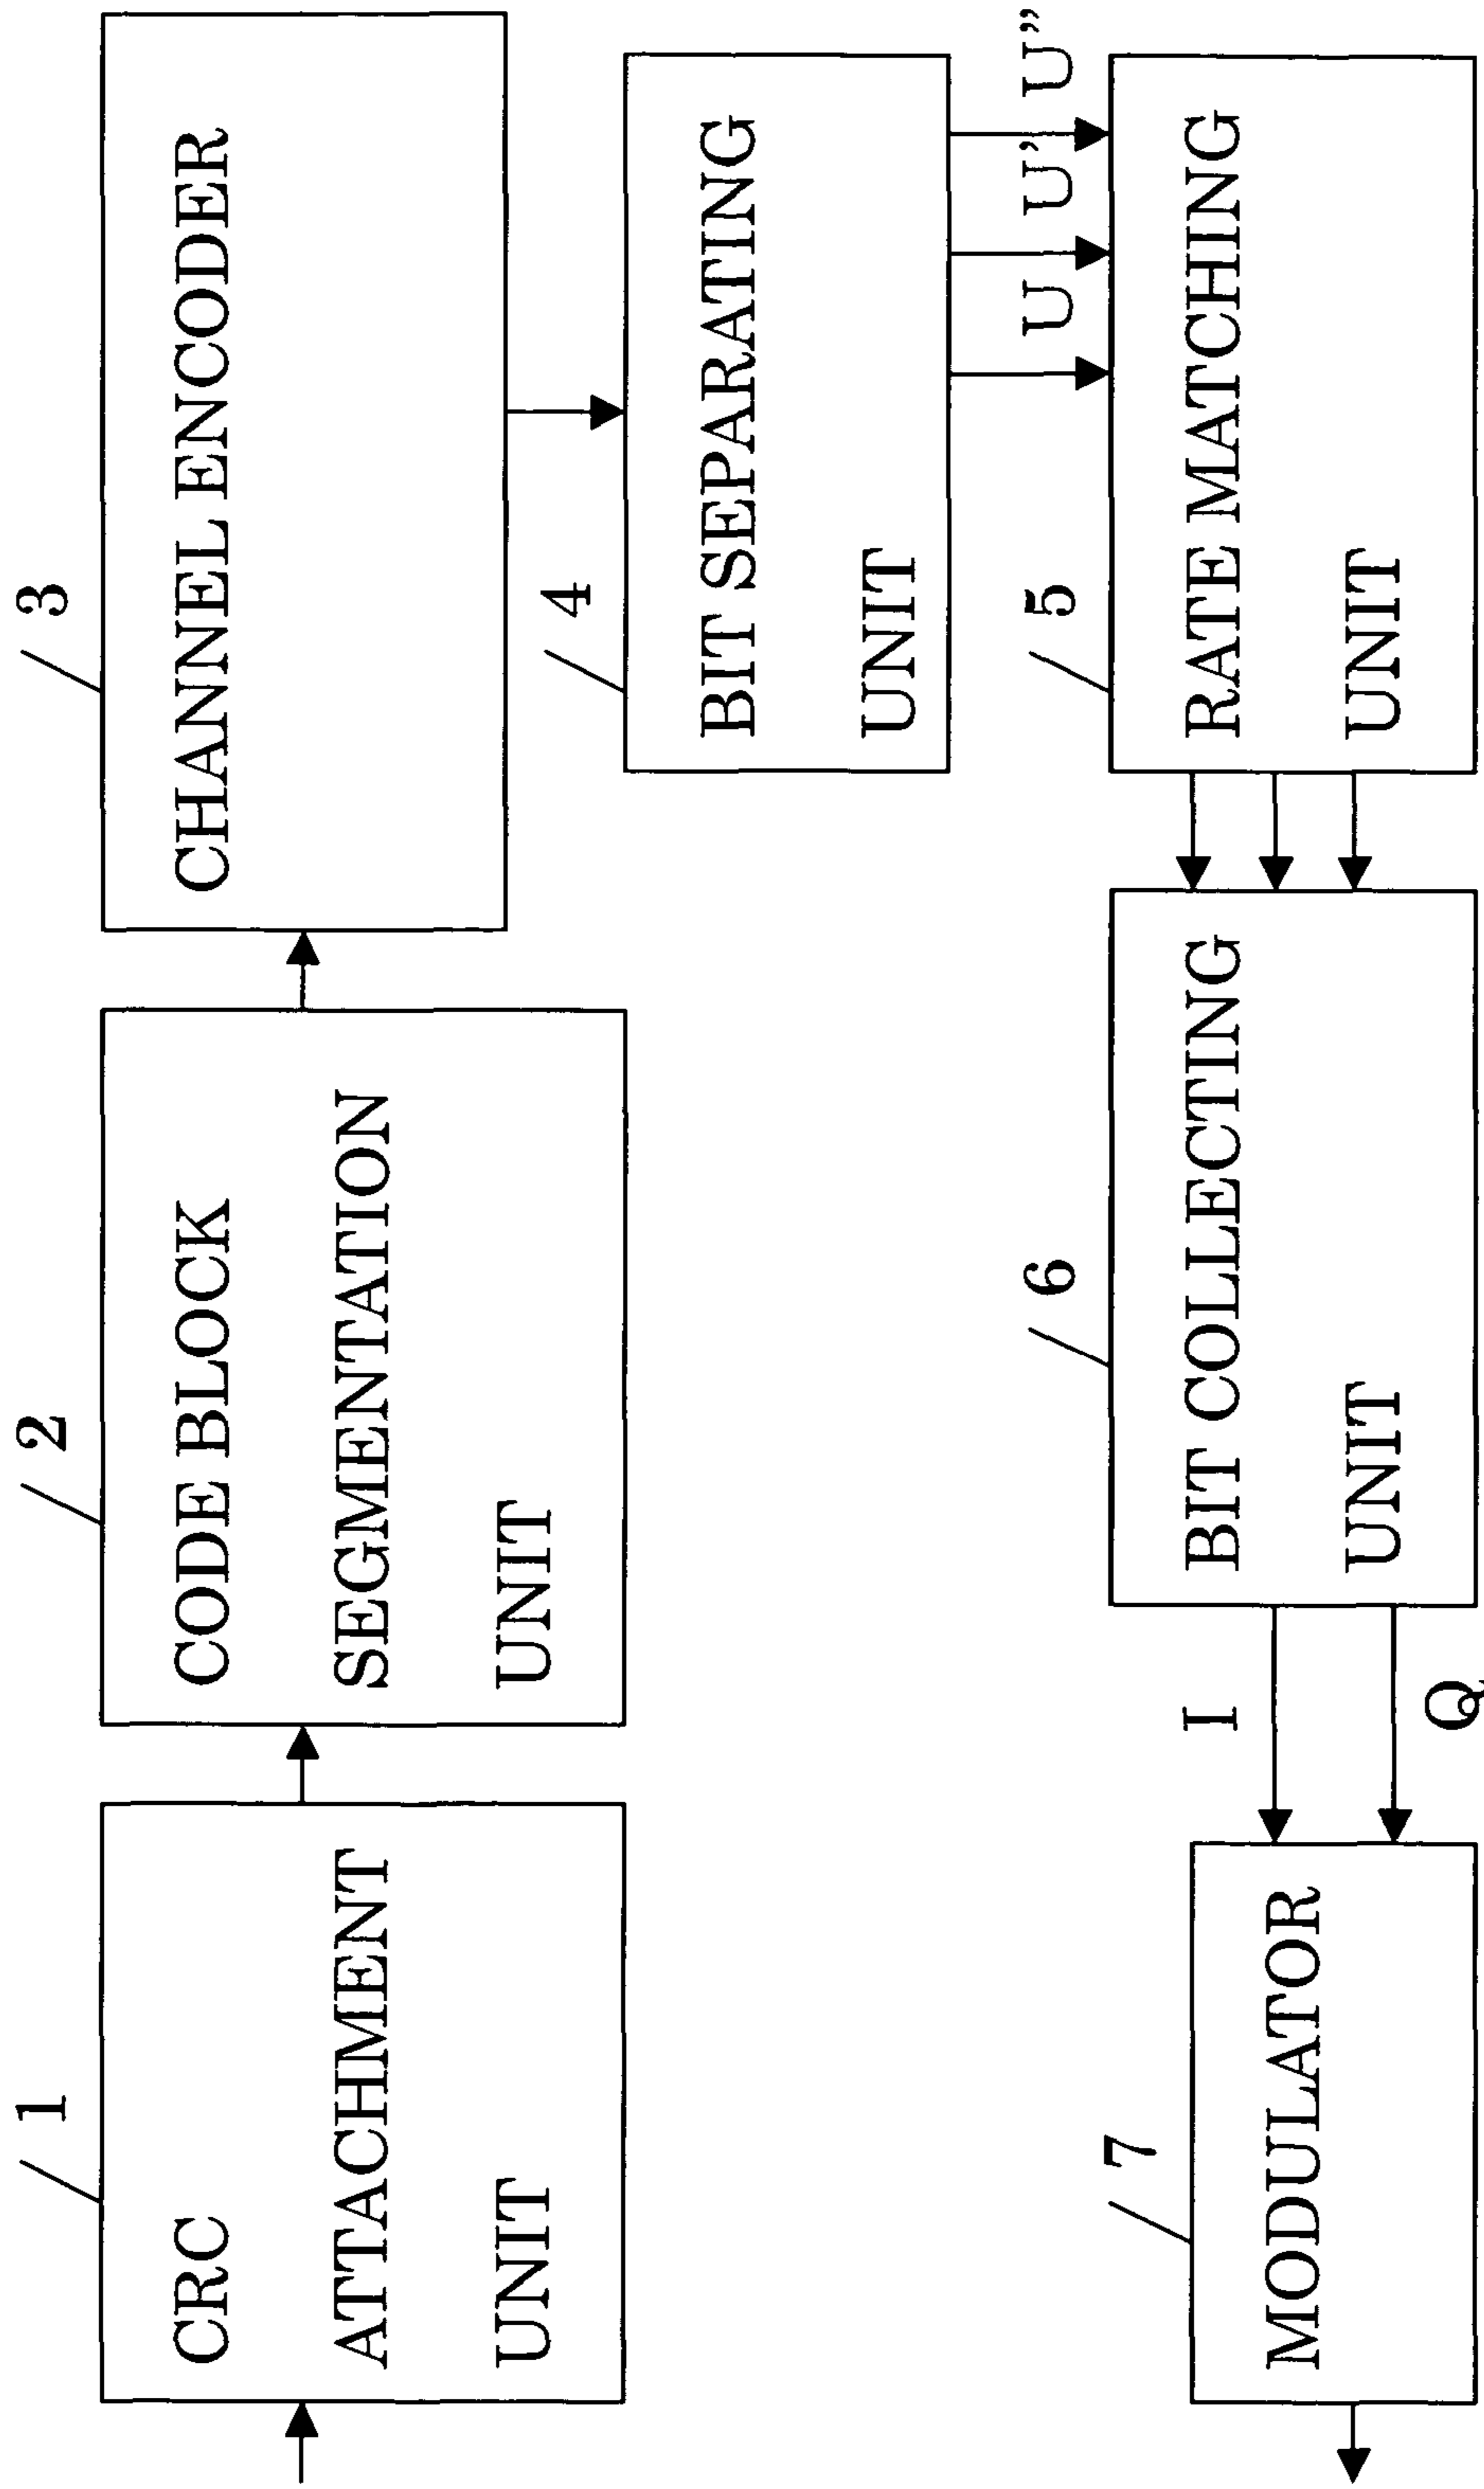 1
CRC
ATTACHMENT
UNIT
2
CODE BLOCK
SEGMENTATION
UNIT
3
CHANNEL ENCODER
4
BIT SEPARATING
UNIT
U U' U"
5
RATE MATCHING
UNIT
6
BIT COLLECTING
UNIT
I
Q
7
MODULATOR